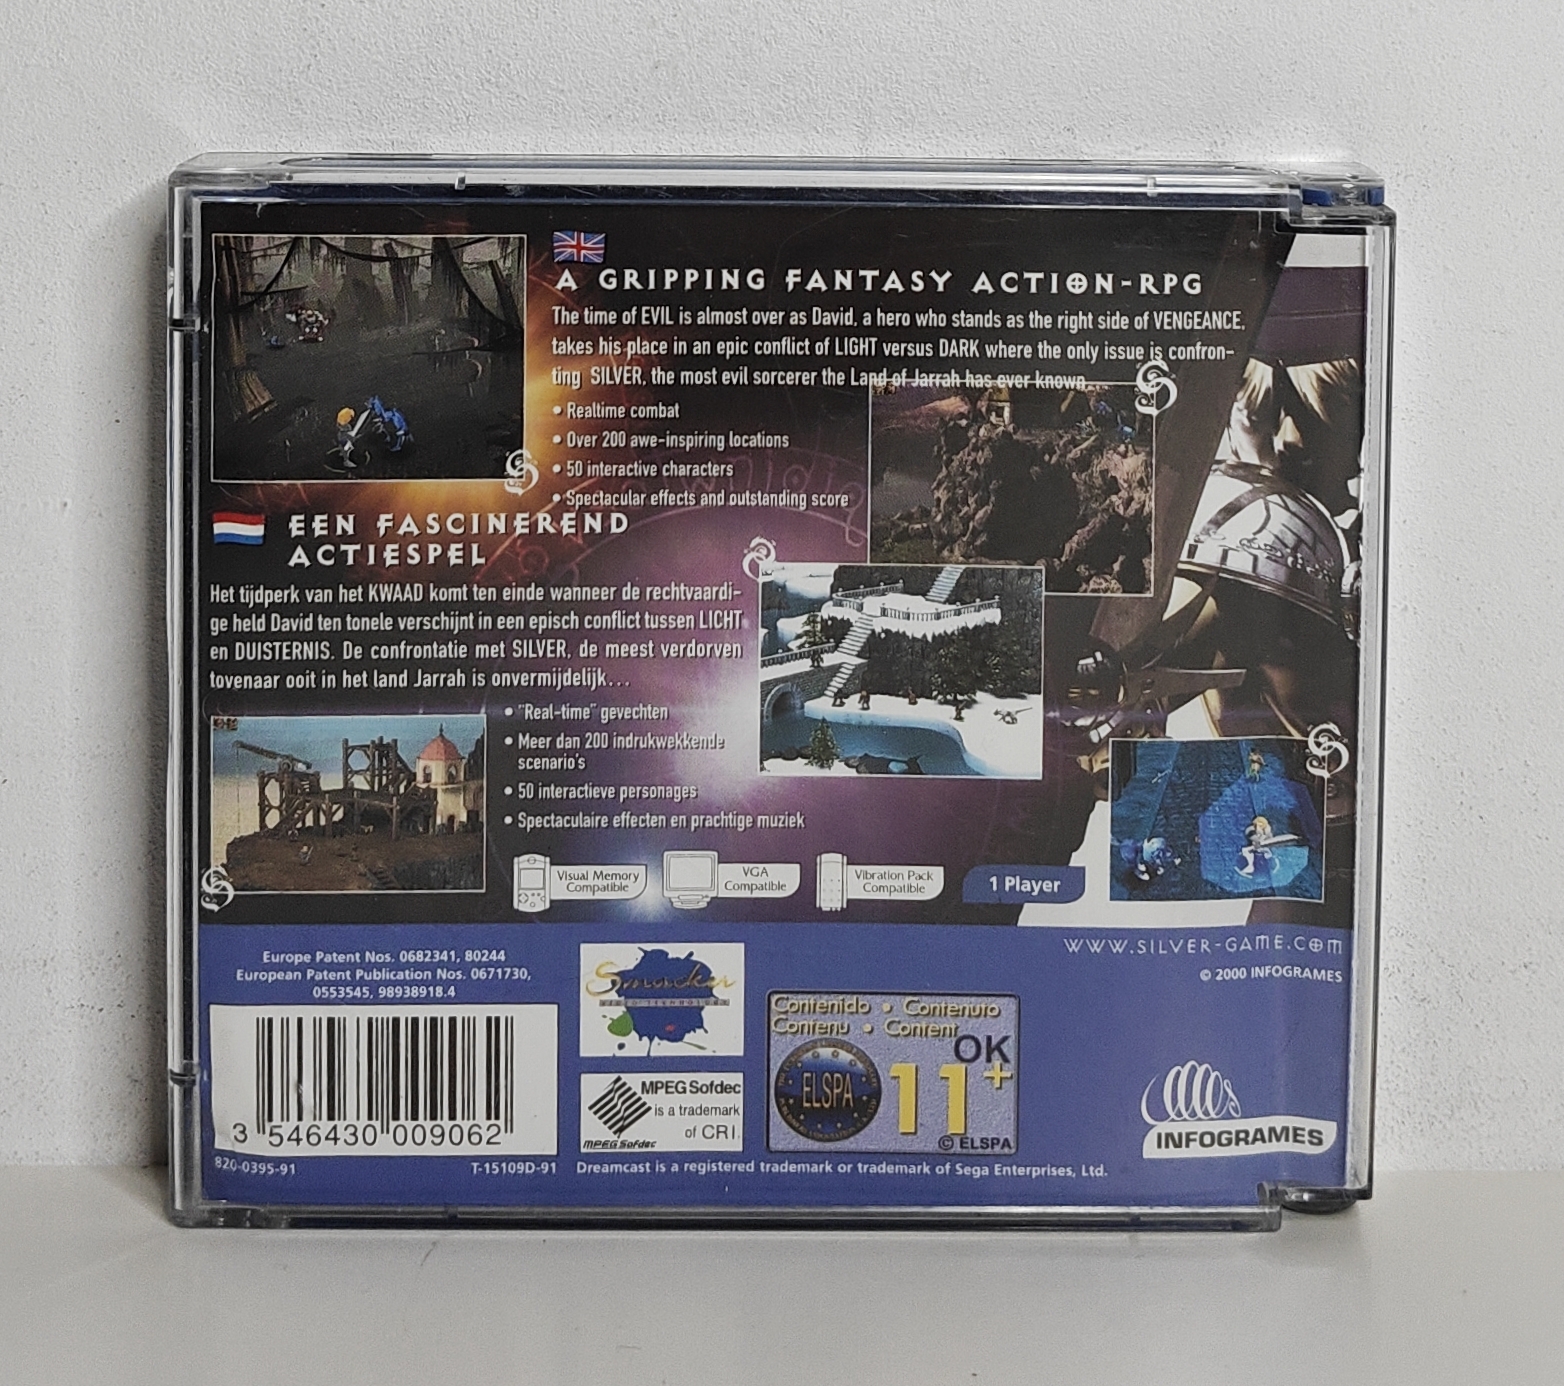 A GRIPPING FANTASY ACTION-RPG
The time of EVIL is almost over as David, a hero who stands as the right side of VENGEANCE,
takes his place in an epic conflict of LIGHT versus DARK where the only issue is confron-
ting SILVER, the most evil sorcerer the Land of Jarrah has ever known.
• Realtime combat
• Over 200 awe-inspiring locations
• 50 interactive characters
• Spectacular effects and outstanding score
EEN FASCINEREND
ACTIESPEL
Het tijdperk van het KWAAD komt ten einde wanneer de rechtvaardi-
ge held David ten tonele verschijnt in een episch conflict tussen LICHT
en DUISTERNIS. De confrontatie met SILVER, de meest verdorven
tovenaar ooit in het land Jarrah is onvermijdelijk...
• "Real-time" gevechten
• Meer dan 200 indrukwekkende
scenario's
• 50 interactieve personages
• Spectaculaire effecten en prachtige muziek
Visual Memory
Compatible
VGA
Compatible
Vibration Pack
Compatible
1 Player
WWW.SILVER-GAME.COM
© 2000 INFOGRAMES
Europe Patent Nos. 0682341, 80244
European Patent Publication Nos. 0671730,
0553545, 98938918.4
3 546430 009062
820-0395-91
T-15109D-91
Smacker
VIDEO TECHNOLOGY
MPEG Sofdec
is a trademark
of CRI.
MPEG Sofdec
Contenido • Contenuto
Contenu • Content
OK
ELSPA
11+
© ELSPA
INFOGRAMES
Dreamcast is a registered trademark or trademark of Sega Enterprises, Ltd.